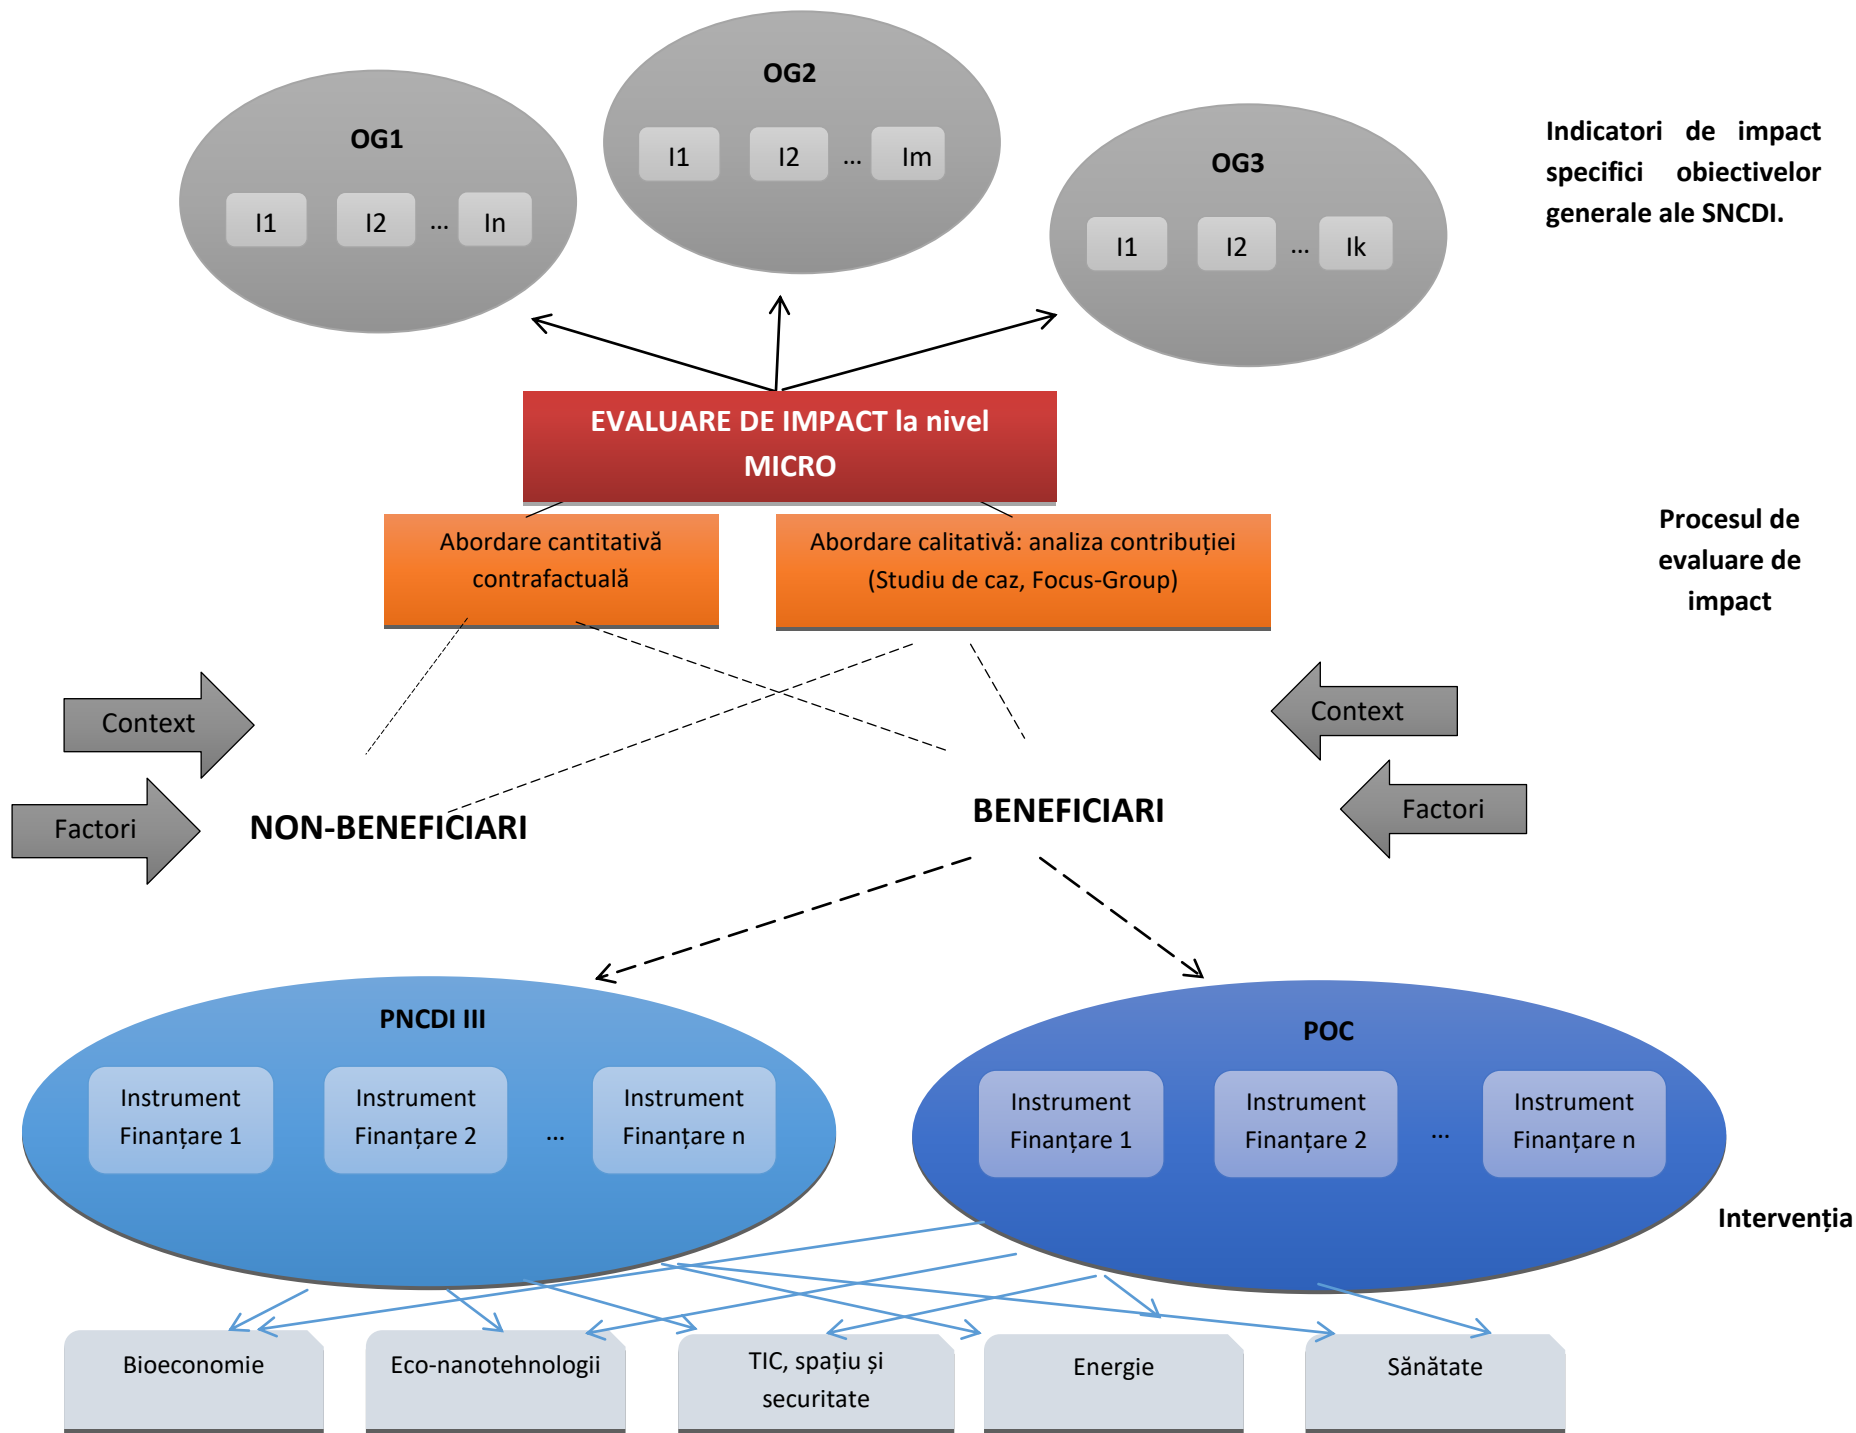 OG1
I1 I2 ... In
OG2
I1 I2 ... Im
OG3
I1 I2 ... Ik
Indicatori de impact
specifici obiectivelor
generale ale SNCDI.
EVALUARE DE IMPACT la nivel
MICRO
Abordare cantitativă
contrafactuală
Abordare calitativă: analiza contribuției
(Studiu de caz, Focus-Group)
Procesul de
evaluare de
impact
Context
Factori
NON-BENEFICIARI
BENEFICIARI
Context
Factori
PNCDI III
Instrument
Finanțare 1
Instrument
Finanțare 2
...
Instrument
Finanțare n
POC
Instrument
Finanțare 1
Instrument
Finanțare 2
...
Instrument
Finanțare n
Intervenția
Bioeconomie
Eco-nanotehnologii
TIC, spațiu și
securitate
Energie
Sănătate